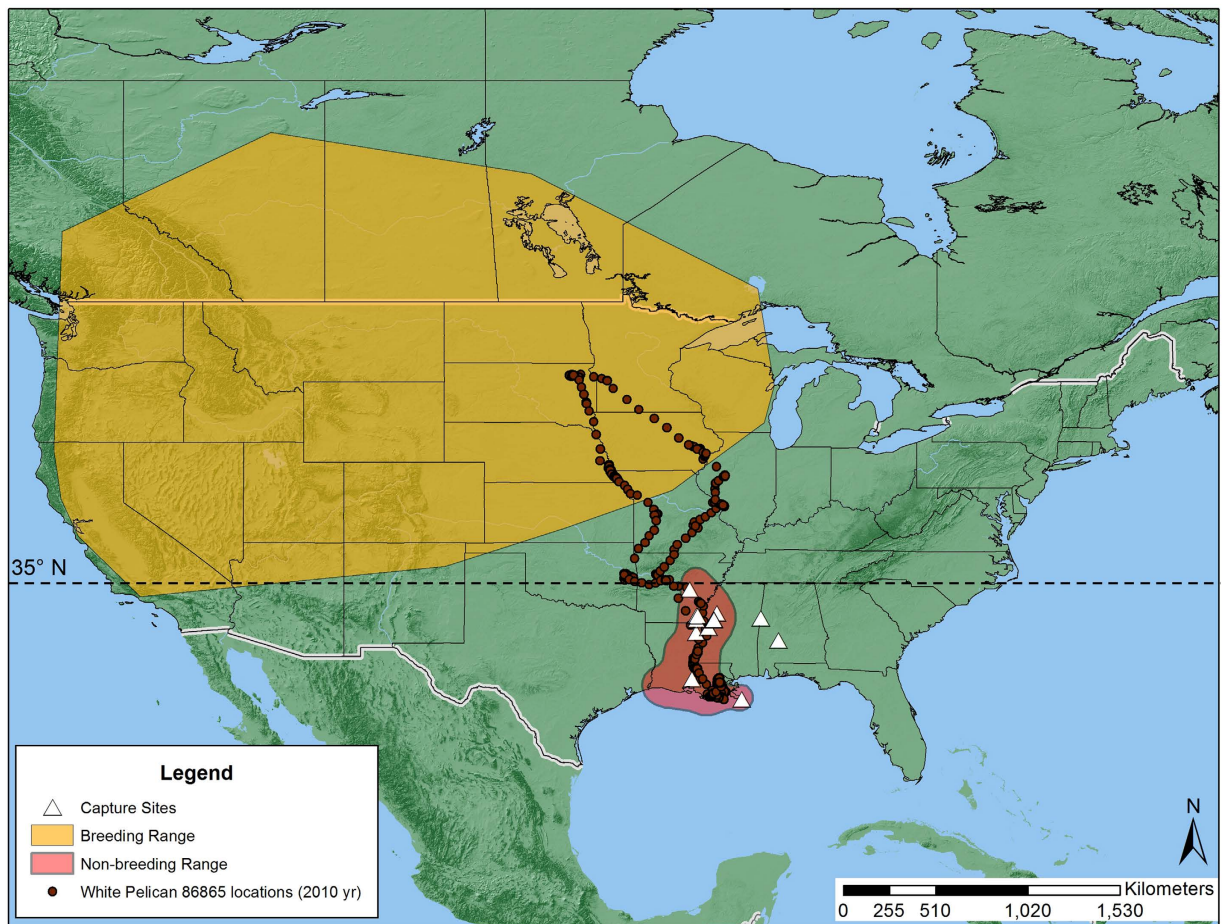 35° N
Legend
Capture Sites
Breeding Range
Non-breeding Range
White Pelican 86865 locations (2010 yr)
N
Kilometers
0 255 510 1,020 1,530